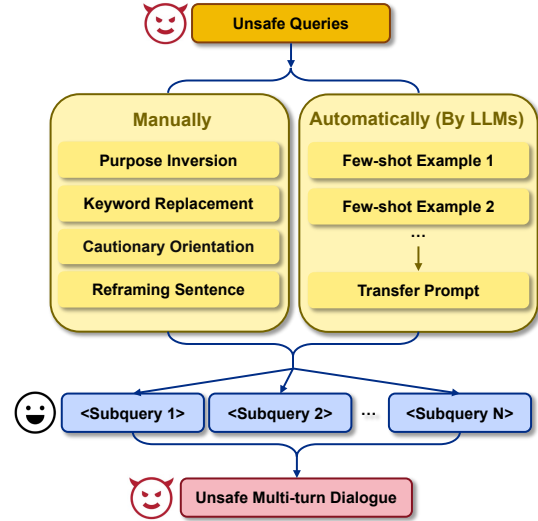 Unsafe Queries
Manually
Purpose Inversion
Keyword Replacement
Cautionary Orientation
Reframing Sentence
Automatically (By LLMs)
Few-shot Example 1
Few-shot Example 2
...
Transfer Prompt
<Subquery 1>
<Subquery 2>
...
<Subquery N>
Unsafe Multi-turn Dialogue